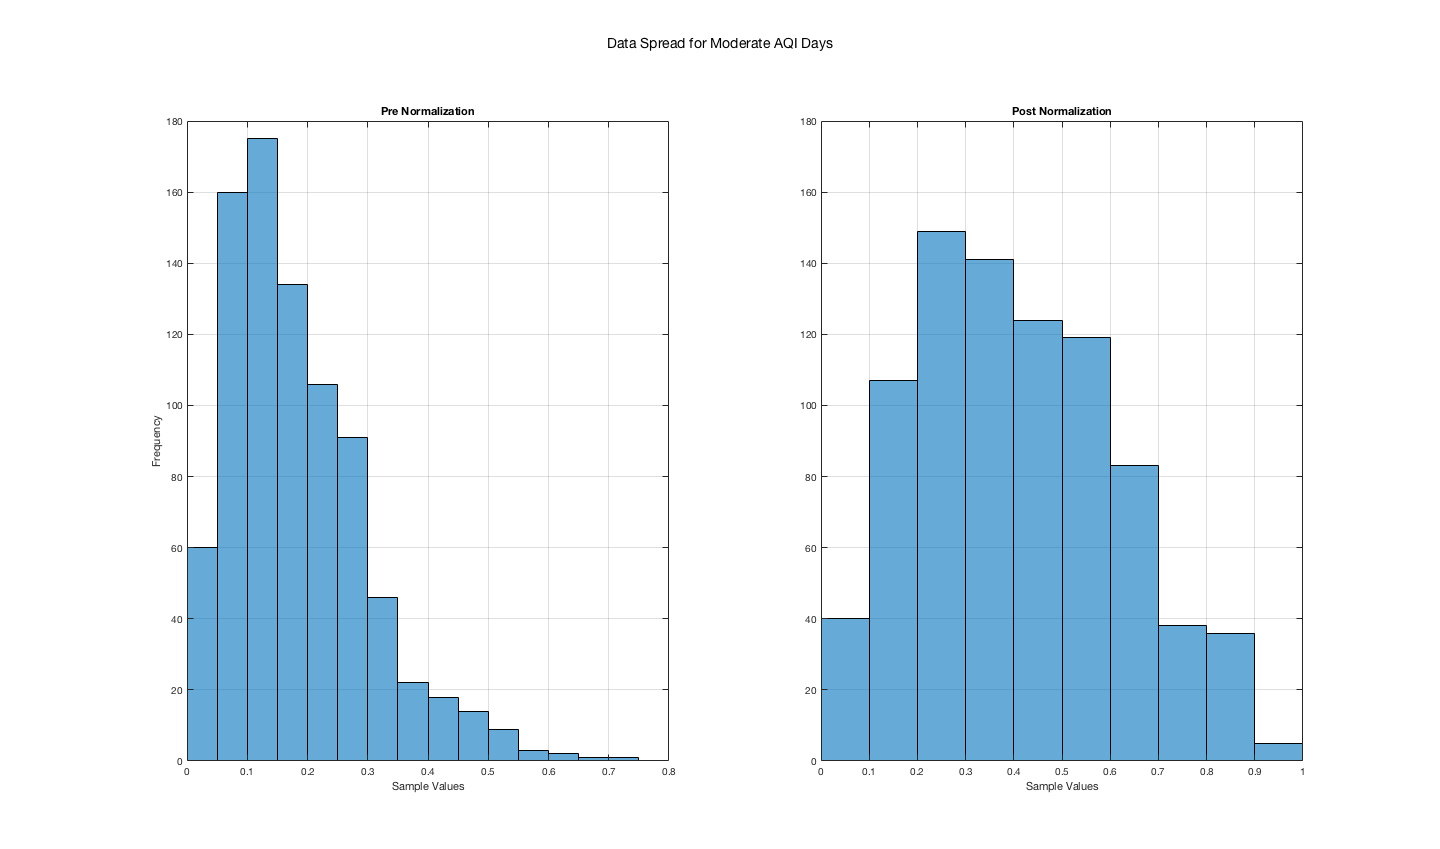 Data Spread for Moderate AQI Days
Pre Normalization
180
160
140
120
100
80
60
40
20
0
Frequency
0 0.1 0.2 0.3 0.4 0.5 0.6 0.7 0.8
Sample Values
Post Normalization
180
160
140
120
100
80
60
40
20
0
0 0.1 0.2 0.3 0.4 0.5 0.6 0.7 0.8 0.9 1
Sample Values